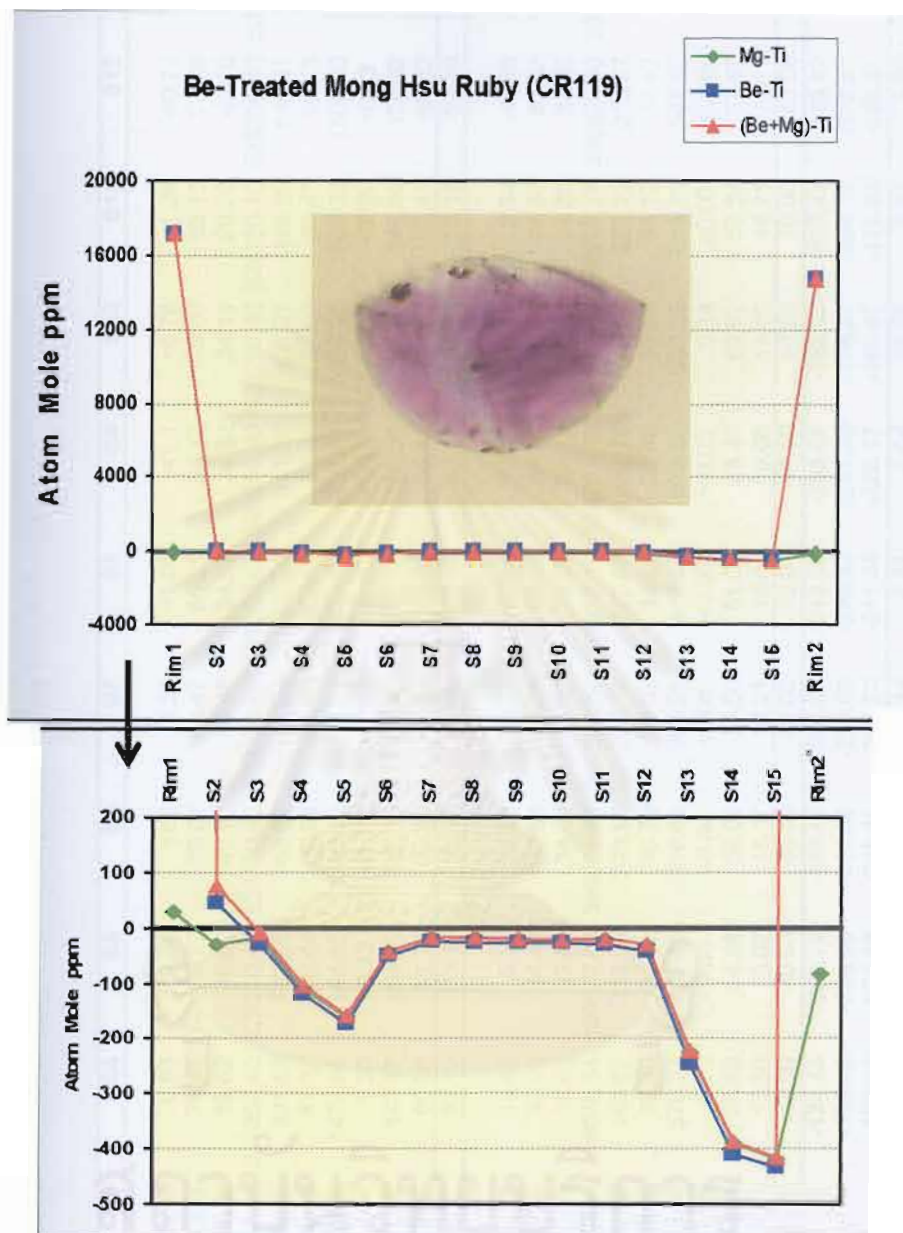 Be-Treated Mong Hsu Ruby (CR119)
Mg-Ti
Be-Ti
(Be+Mg)-Ti
Atom Mole ppm
20000
16000
12000
8000
4000
0
-4000
Rim1 S2 S3 S4 S5 S6 S7 S8 S9 S10 S11 S12 S13 S14 S15 Rim2
Rim1 S2 S3 S4 S5 S6 S7 S8 S9 S10 S11 S12 S13 S14 S15 Rim2
Atom Mole ppm
200
100
0
-100
-200
-300
-400
-500